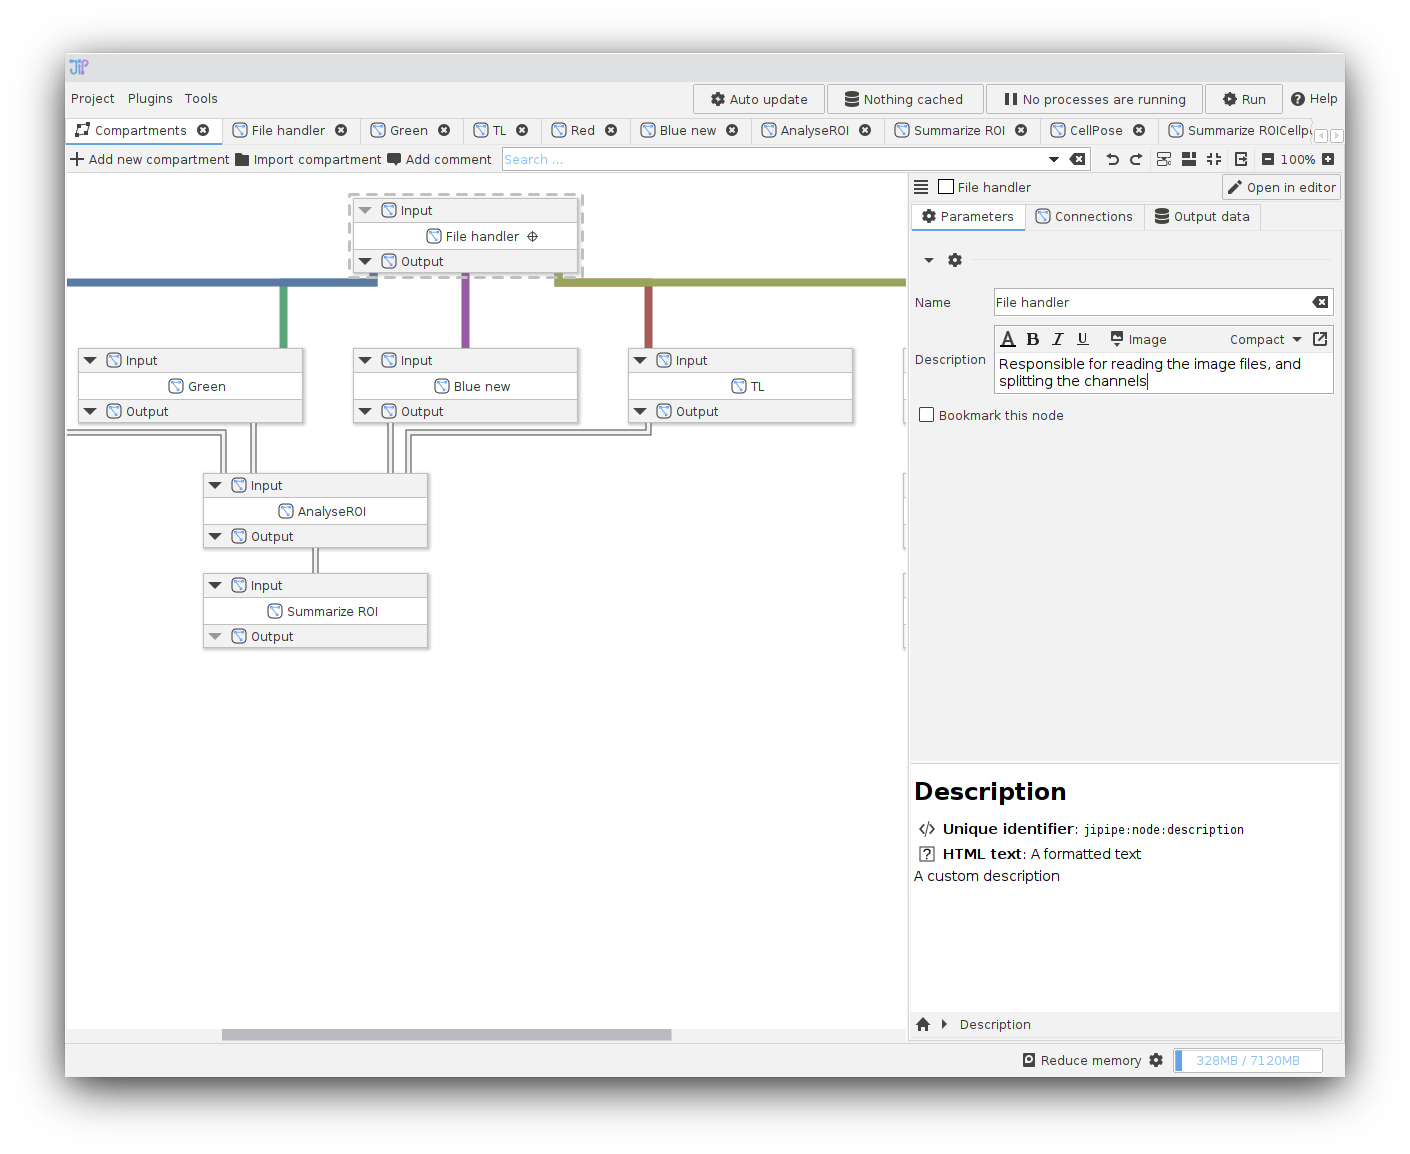 JIP
Project Plugins Tools Auto update Nothing cached No processes are running Run Help
Compartments File handler Green TL Red Blue new AnalyseROI Summarize ROI CellPose Summarize ROICellp
Add new compartment Import compartment Add comment Search ... 100%
File handler Open in editor
Parameters Connections Output data
Input
File handler
Output
Name File handler
A B I U Image Compact
Description Responsible for reading the image files, and
splitting the channels
Bookmark this node
Input Input Input
Green Blue new TL
Output Output Output
Input
AnalyseROI
Output
Input
Summarize ROI
Output
Description
Unique identifier: jipipe:node:description
HTML text: A formatted text
A custom description
Description
Reduce memory 328MB / 7120MB